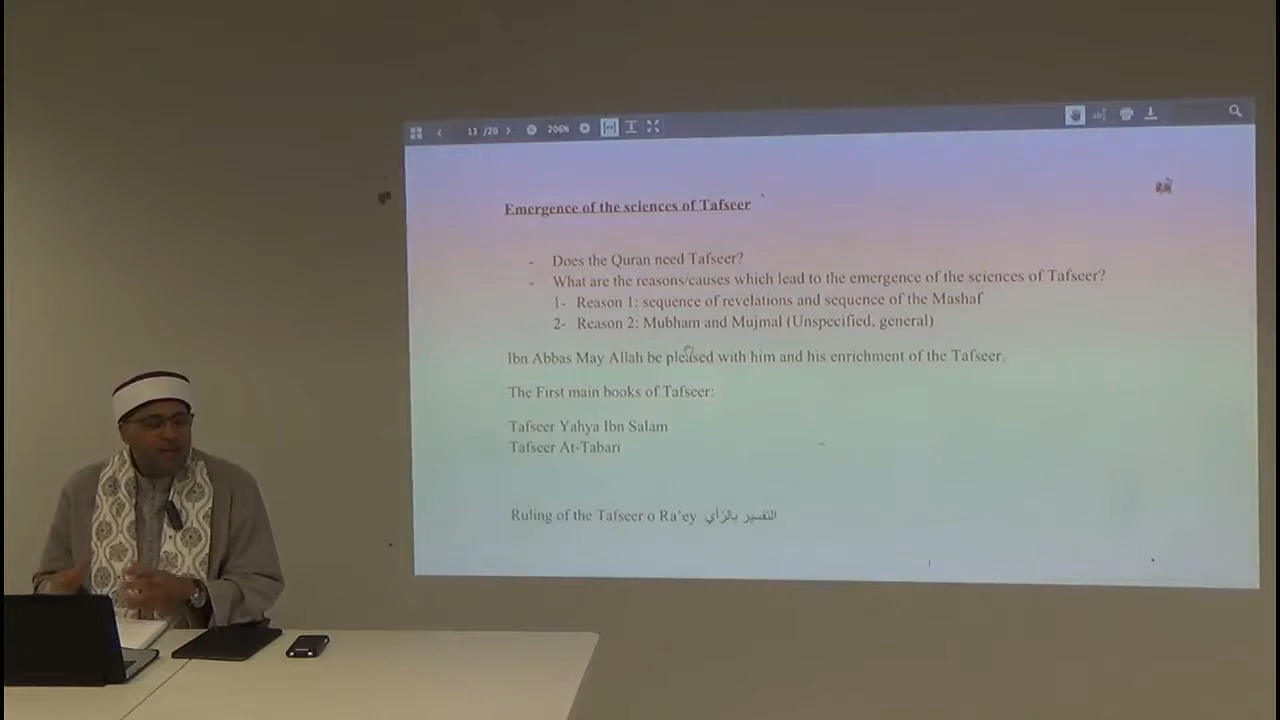 13 /20
206%
Emergence of the sciences of Tafseer
- Does the Quran need Tafseer?
- What are the reasons/causes which lead to the emergence of the sciences of Tafseer?
1- Reason 1: sequence of revelations and sequence of the Mashaf
2- Reason 2: Mubham and Mujmal (Unspecified, general)
Ibn Abbas May Allah be pleased with him and his enrichment of the Tafseer.
The First main books of Tafseer:
Tafseer Yahya Ibn Salam
Tafseer At-Tabari
Ruling of the Tafseer o Ra'ey التفسير بالرّأي